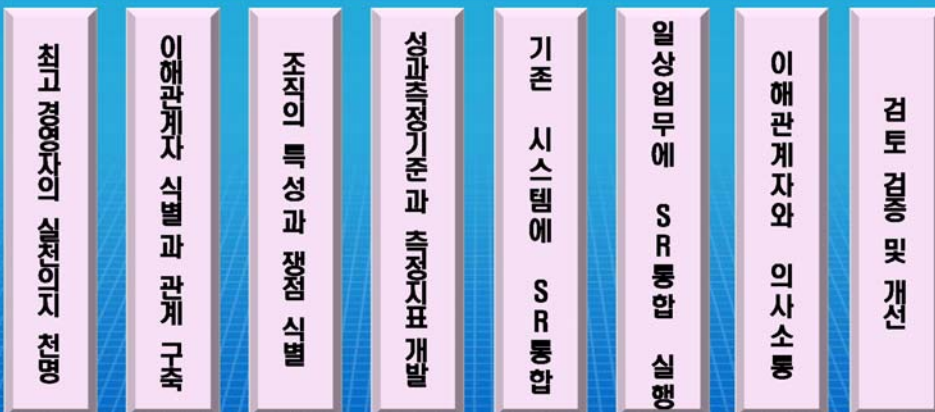 최고 경영자의 실천의지 천명
이해관계자 식별과 관계 구축
조직의 특성과 쟁점 식별
성과측정기준과 측정지표 개발
기존 시스템에 SR통합
일상업무에 SR통합 실행
이해관계자와 의사소통
검토 검증 및 개선